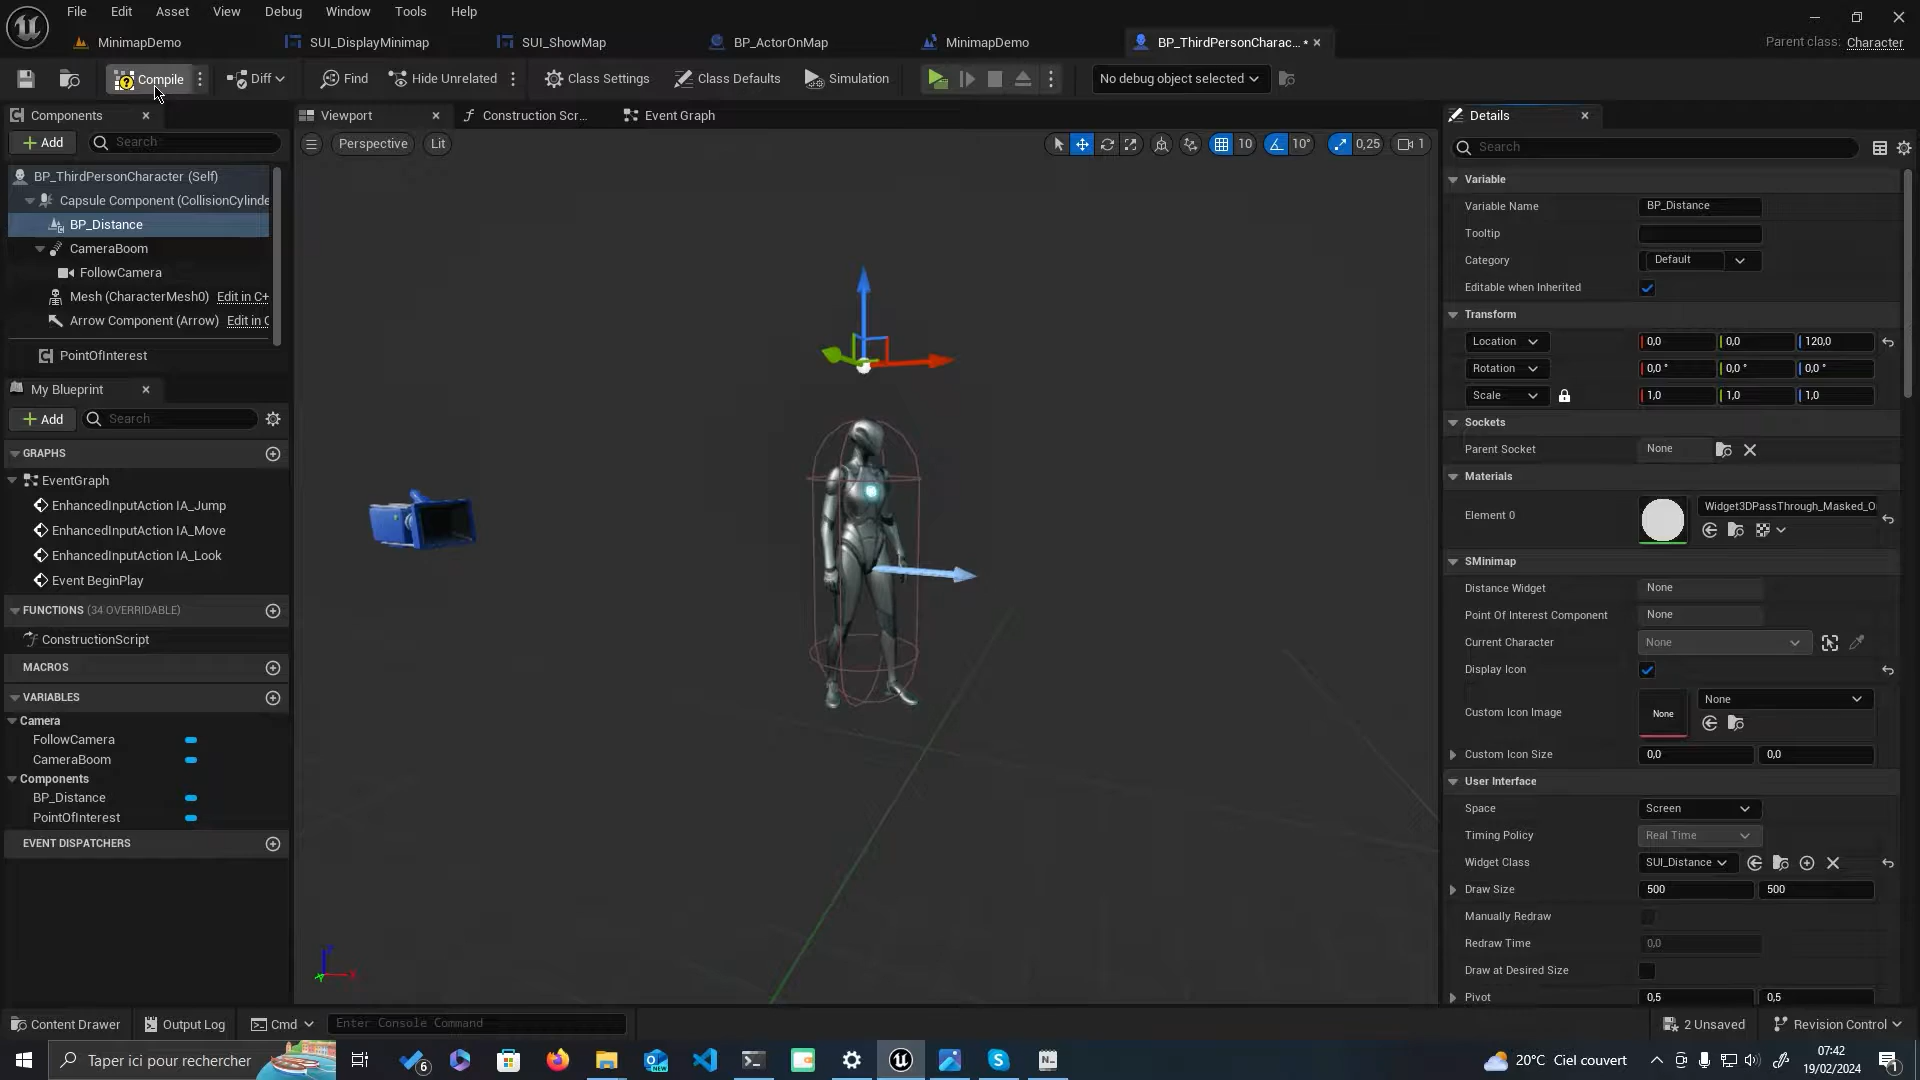 File Edit Asset View Debug Window Tools Help
MinimapDemo SUI_DisplayMinimap SUI_ShowMap BP_ActorOnMap MinimapDemo BP_ThirdPersonCharac... • Parent class: Character
Compile Diff Find Hide Unrelated Class Settings Class Defaults Simulation No debug object selected
Components Viewport Construction Scr... Event Graph Details
Add Search Perspective Lit 10 10° 0,25 1 Search
BP_ThirdPersonCharacter (Self)
Capsule Component (CollisionCylinde
BP_Distance
CameraBoom
FollowCamera
Mesh (CharacterMesh0) Edit in C+
Arrow Component (Arrow) Edit in C
PointOfInterest
My Blueprint
Add Search
GRAPHS
EventGraph
EnhancedInputAction IA_Jump
EnhancedInputAction IA_Move
EnhancedInputAction IA_Look
Event BeginPlay
FUNCTIONS (34 OVERRIDABLE)
ConstructionScript
MACROS
VARIABLES
Camera
FollowCamera
CameraBoom
Components
BP_Distance
PointOfInterest
EVENT DISPATCHERS
Variable
Variable Name BP_Distance
Tooltip
Category Default
Editable when Inherited
Transform
Location 0,0 0,0 120,0
Rotation 0,0 ° 0,0 ° 0,0 °
Scale 1,0 1,0 1,0
Sockets
Parent Socket None
Materials
Element 0 Widget3DPassThrough_Masked_O
SMinimap
Distance Widget None
Point Of Interest Component None
Current Character None
Display Icon
Custom Icon Image None None
Custom Icon Size 0,0 0,0
User Interface
Space Screen
Timing Policy Real Time
Widget Class SUI_Distance
Draw Size 500 500
Manually Redraw
Redraw Time 0,0
Draw at Desired Size
Pivot 0,5 0,5
Content Drawer Output Log Cmd Enter Console Command 2 Unsaved Revision Control
Taper ici pour rechercher 6 20°C Ciel couvert 07:42
19/02/2024 1